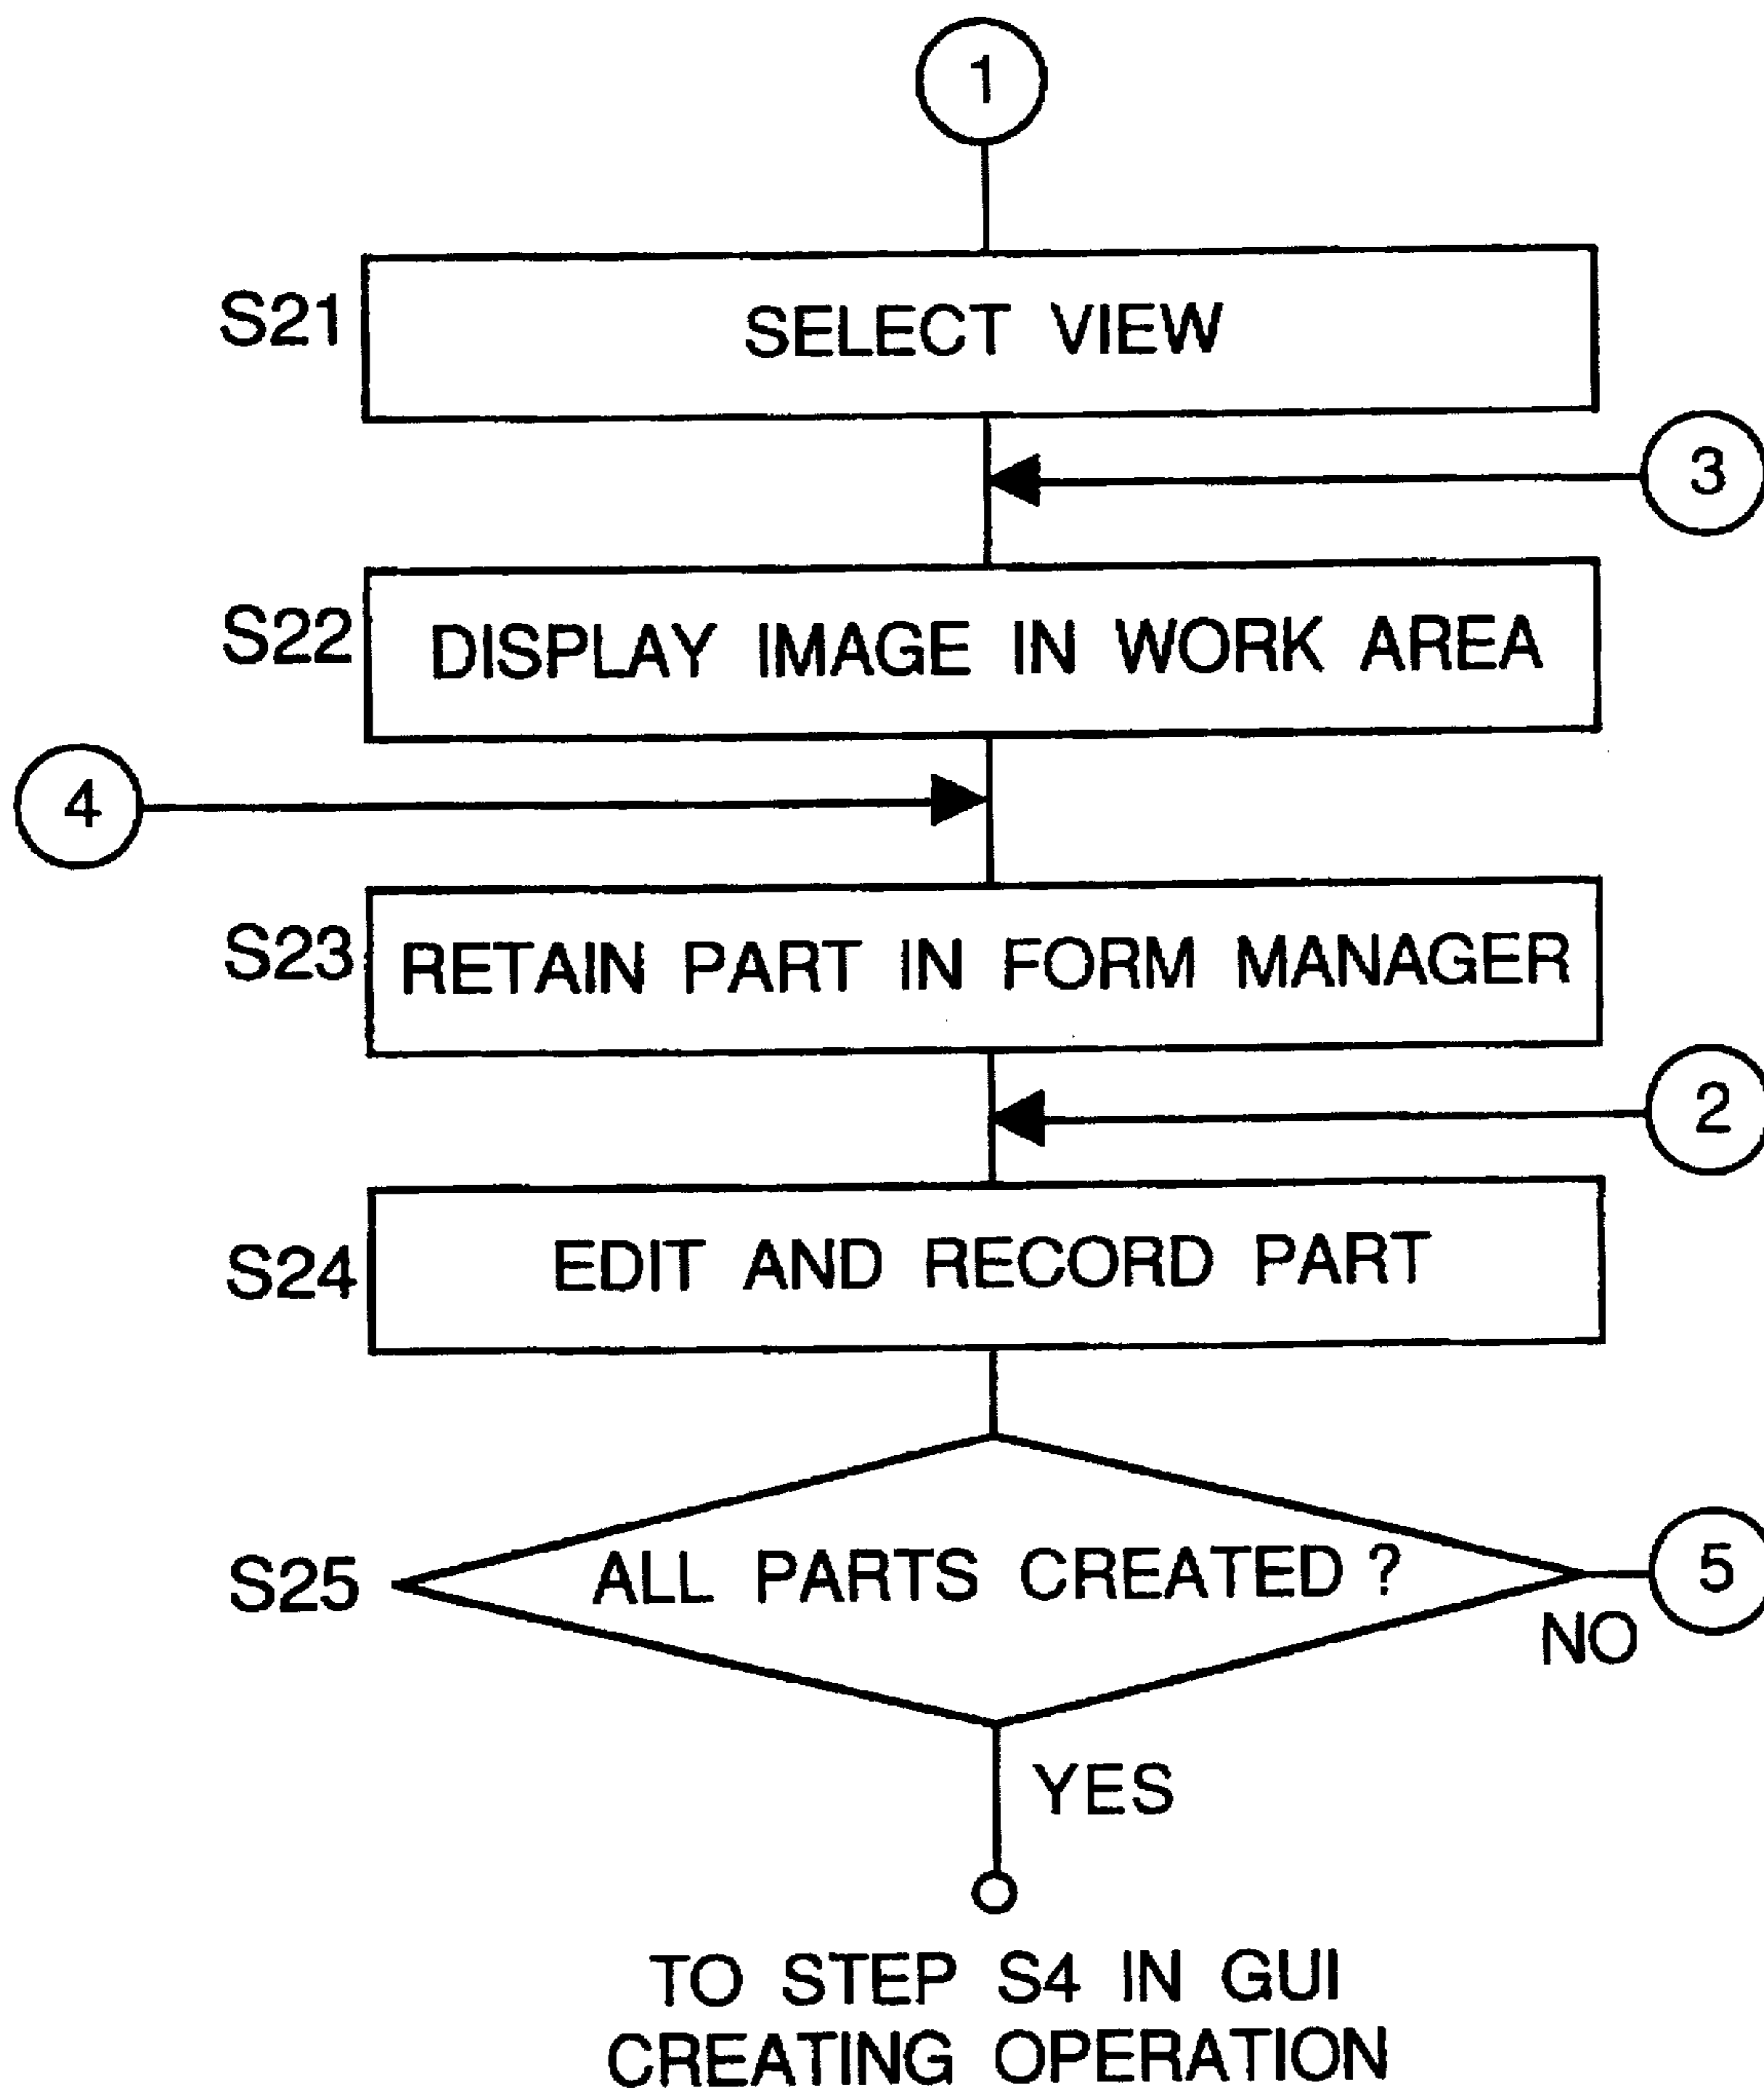 1
S21
SELECT VIEW
3
S22
DISPLAY IMAGE IN WORK AREA
4
S23
RETAIN PART IN FORM MANAGER
2
S24
EDIT AND RECORD PART
S25
ALL PARTS CREATED ?
5
NO
YES
TO STEP S4 IN GUI
CREATING OPERATION